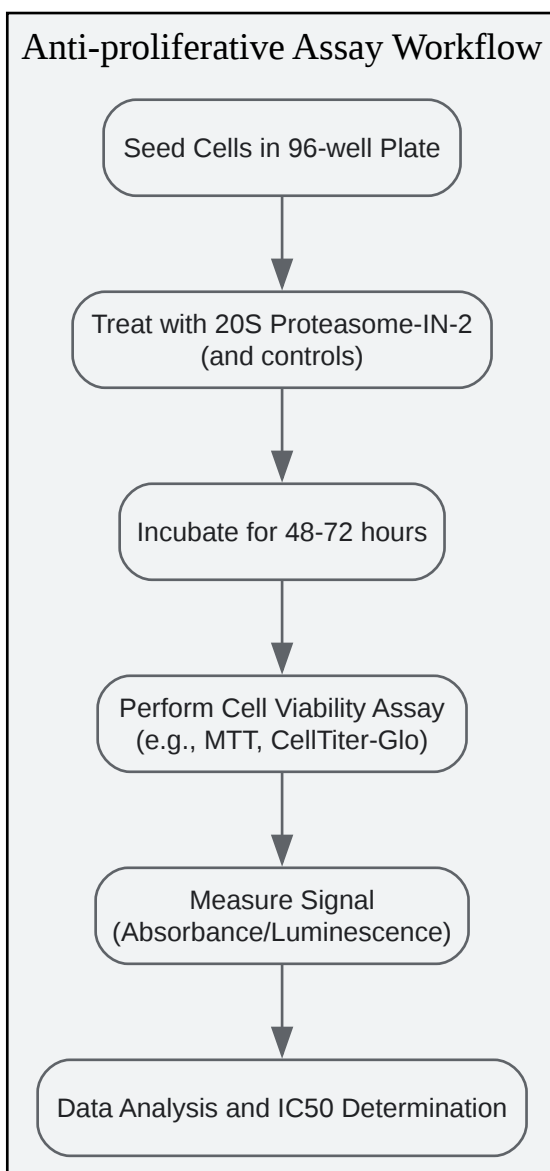 Anti-proliferative Assay Workflow
Seed Cells in 96-well Plate
Treat with 20S Proteasome-IN-2
(and controls)
Incubate for 48-72 hours
Perform Cell Viability Assay
(e.g., MTT, CellTiter-Glo)
Measure Signal
(Absorbance/Luminescence)
Data Analysis and IC50 Determination